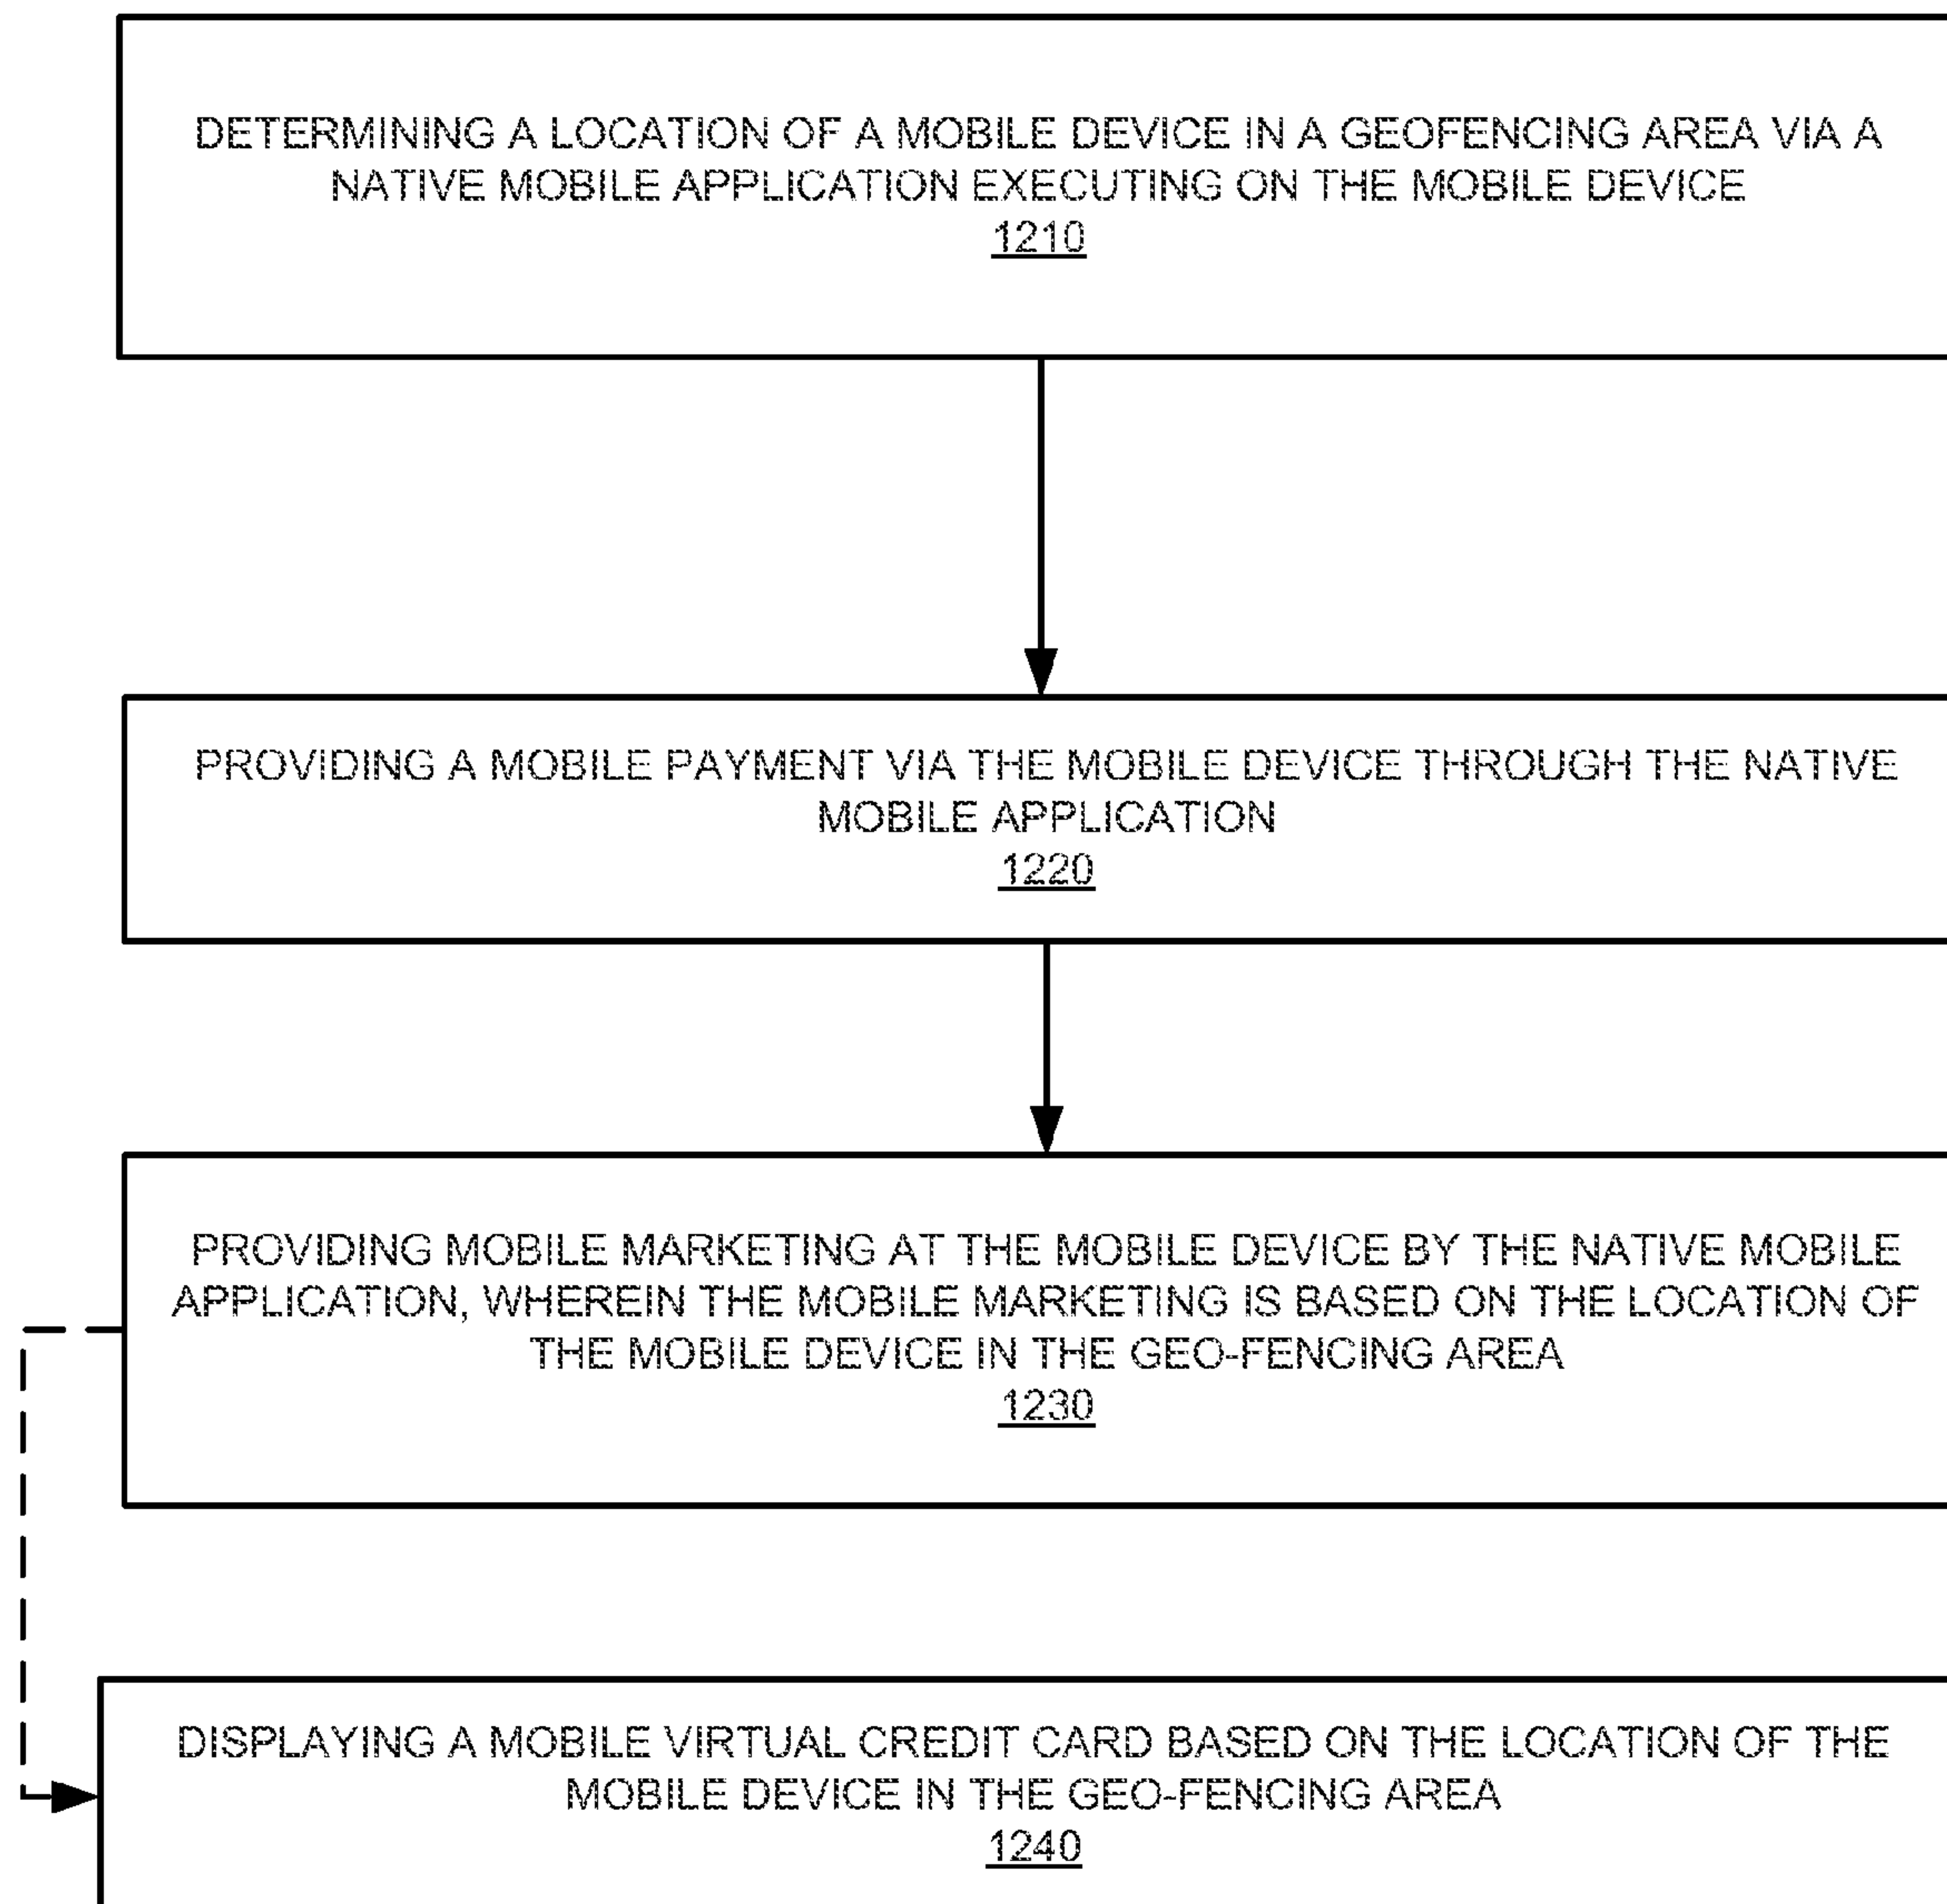 DETERMINING A LOCATION OF A MOBILE DEVICE IN A GEOFENCING AREA VIA A
NATIVE MOBILE APPLICATION EXECUTING ON THE MOBILE DEVICE
1210
PROVIDING A MOBILE PAYMENT VIA THE MOBILE DEVICE THROUGH THE NATIVE
MOBILE APPLICATION
1220
PROVIDING MOBILE MARKETING AT THE MOBILE DEVICE BY THE NATIVE MOBILE
APPLICATION, WHEREIN THE MOBILE MARKETING IS BASED ON THE LOCATION OF
THE MOBILE DEVICE IN THE GEO-FENCING AREA
1230
DISPLAYING A MOBILE VIRTUAL CREDIT CARD BASED ON THE LOCATION OF THE
MOBILE DEVICE IN THE GEO-FENCING AREA
1240